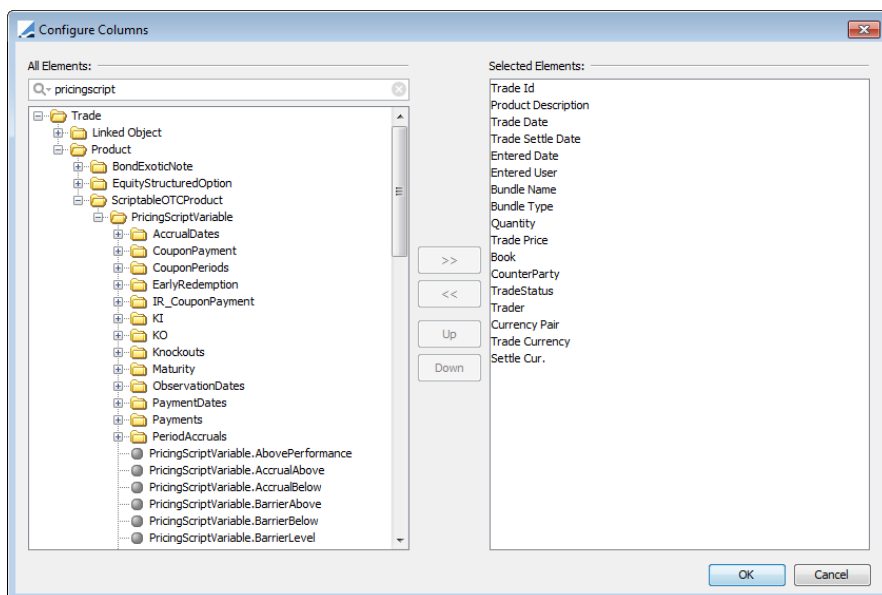 Configure Columns
All Elements:
pricingscript
Trade
Linked Object
Product
BondExoticNote
EquityStructuredOption
ScriptableOTCProduct
PricingScriptVariable
AccrualDates
CouponPayment
CouponPeriods
EarlyRedemption
IR_CouponPayment
KI
KO
Knockouts
Maturity
ObservationDates
PaymentDates
Payments
PeriodAccruals
PricingScriptVariable.AbovePerformance
PricingScriptVariable.AccrualAbove
PricingScriptVariable.AccrualBelow
PricingScriptVariable.BarrierAbove
PricingScriptVariable.BarrierBelow
PricingScriptVariable.BarrierLevel
>>
<<
Up
Down
Selected Elements:
Trade Id
Product Description
Trade Date
Trade Settle Date
Entered Date
Entered User
Bundle Name
Bundle Type
Quantity
Trade Price
Book
CounterParty
TradeStatus
Trader
Currency Pair
Trade Currency
Settle Cur.
OK
Cancel